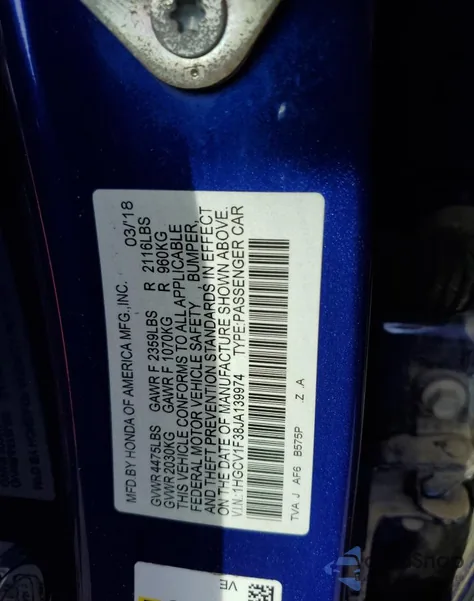 MFD.BY HONDA OF AMERICA MFG.,INC. 03/'18
GVWR 4475LBS GAWR F 2359LBS R 2116LBS
GVWR 2030KG GAWR F 1070KG R 960KG
THIS VEHICLE CONFORMS TO ALL APPLICABLE
FEDERAL MOTOR VEHICLE SAFETY BUMPER,
AND THEFT PREVENTION STANDARDS IN EFFECT
ON THE DATE OF MANUFACTURE SHOWN ABOVE.
V.I.N.:1HGCV1F38JA139974 TYPE:PASSENGER CAR
TVA J AF6 B575P Z .A
VE